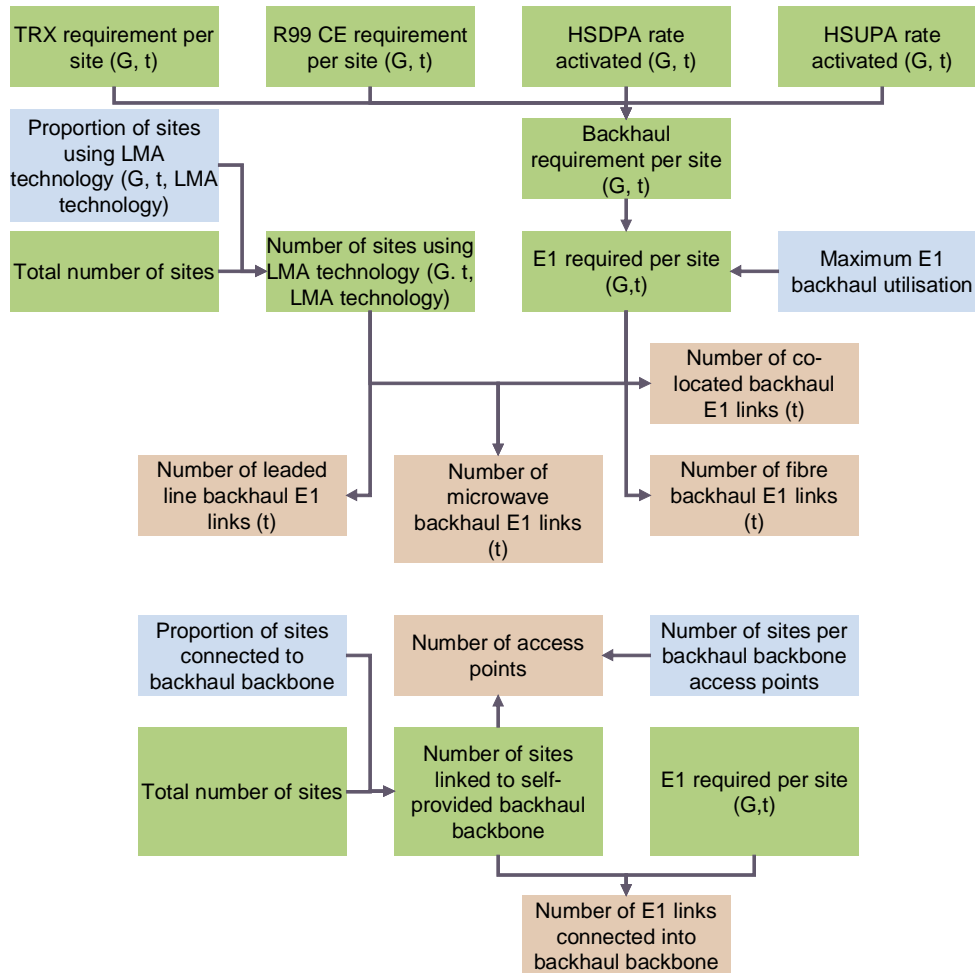 TRX requirement per
site (G, t)
R99 CE requirement
per site (G, t)
HSDPA rate
activated (G, t)
HSUPA rate
activated (G, t)
Proportion of sites
using LMA
technology (G, t, LMA
technology)
Backhaul
requirement per site
(G, t)
Total number of sites
Number of sites using
LMA technology (G. t,
LMA technology)
E1 required per site
(G,t)
Maximum E1
backhaul utilisation
Number of co-
located backhaul
E1 links (t)
Number of leaded
line backhaul E1
links (t)
Number of
microwave
backhaul E1 links
(t)
Number of fibre
backhaul E1 links
(t)
Proportion of sites
connected to
backhaul backbone
Number of access
points
Number of sites per
backhaul backbone
access points
Total number of sites
Number of sites
linked to self-
provided backhaul
backbone
E1 required per site
(G,t)
Number of E1 links
connected into
backhaul backbone